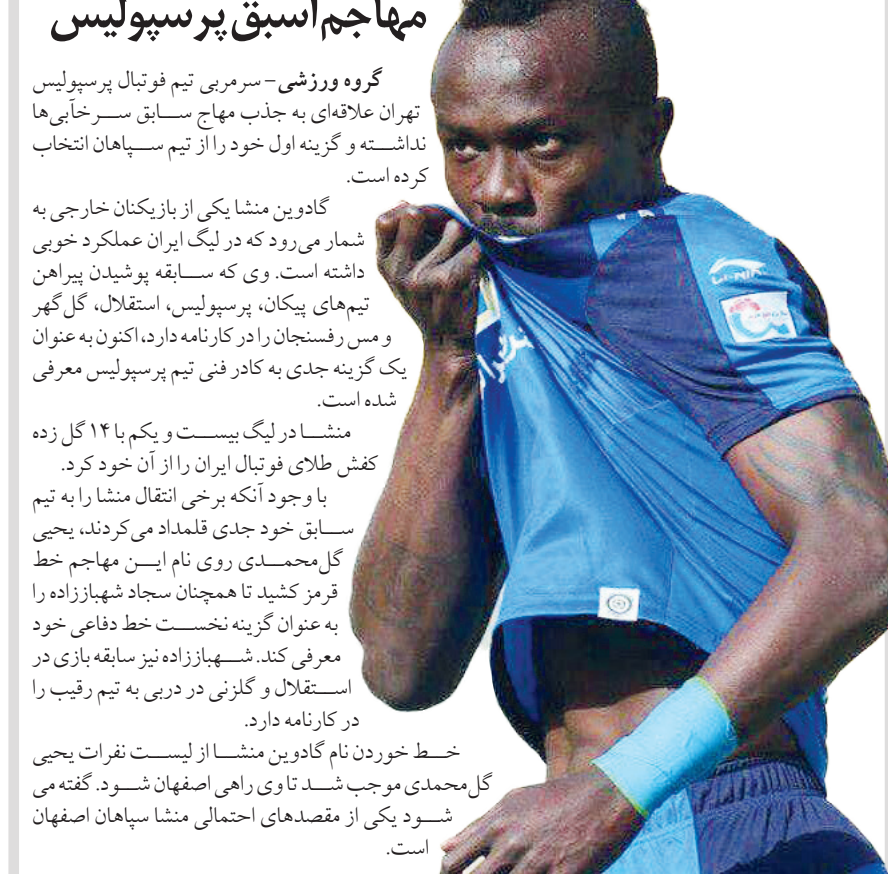 مهاجم اسبق پرسپولیس
گروه ورزشی- سرمربی تیم فوتبال پرسپولیس
تهران علاقه‌ای به جذب مهاج سابق سرخآبی‌ها
نداشته و گزینه اول خود را از تیم سپاهان انتخاب
کرده است.
گادوین منشا یکی از بازیکنان خارجی به
شمار می‌رود که در لیگ ایران عملکرد خوبی
داشته است. وی که سابقه پوشیدن پیراهن
تیم‌های پیکان، پرسپولیس، استقلال، گل‌گهر
و مس رفسنجان را در کارنامه دارد، اکنون به عنوان
یک گزینه جدی به کادر فنی تیم پرسپولیس معرفی
شده است.
منشا در لیگ بیست و یکم با ۱۴ گل زده
کفش طلای فوتبال ایران را از آن خود کرد.
با وجود آنکه برخی انتقال منشا را به تیم
سابق خود جدی قلمداد می‌کردند، یحیی
گل‌محمدی روی نام این مهاجم خط
قرمز کشید تا همچنان سجاد شهباززاده را
به عنوان گزینه نخست خط دفاعی خود
معرفی کند. شهباززاده نیز سابقه بازی در
استقلال و گلزنی در دربی به تیم رقیب را
در کارنامه دارد.
خط خوردن نام گادوین منشا از لیست نفرات یحیی
گل‌محمدی موجب شد تا وی راهی اصفهان شود. گفته می
شود یکی از مقصدهای احتمالی منشا سپاهان اصفهان
است.
LI-NING